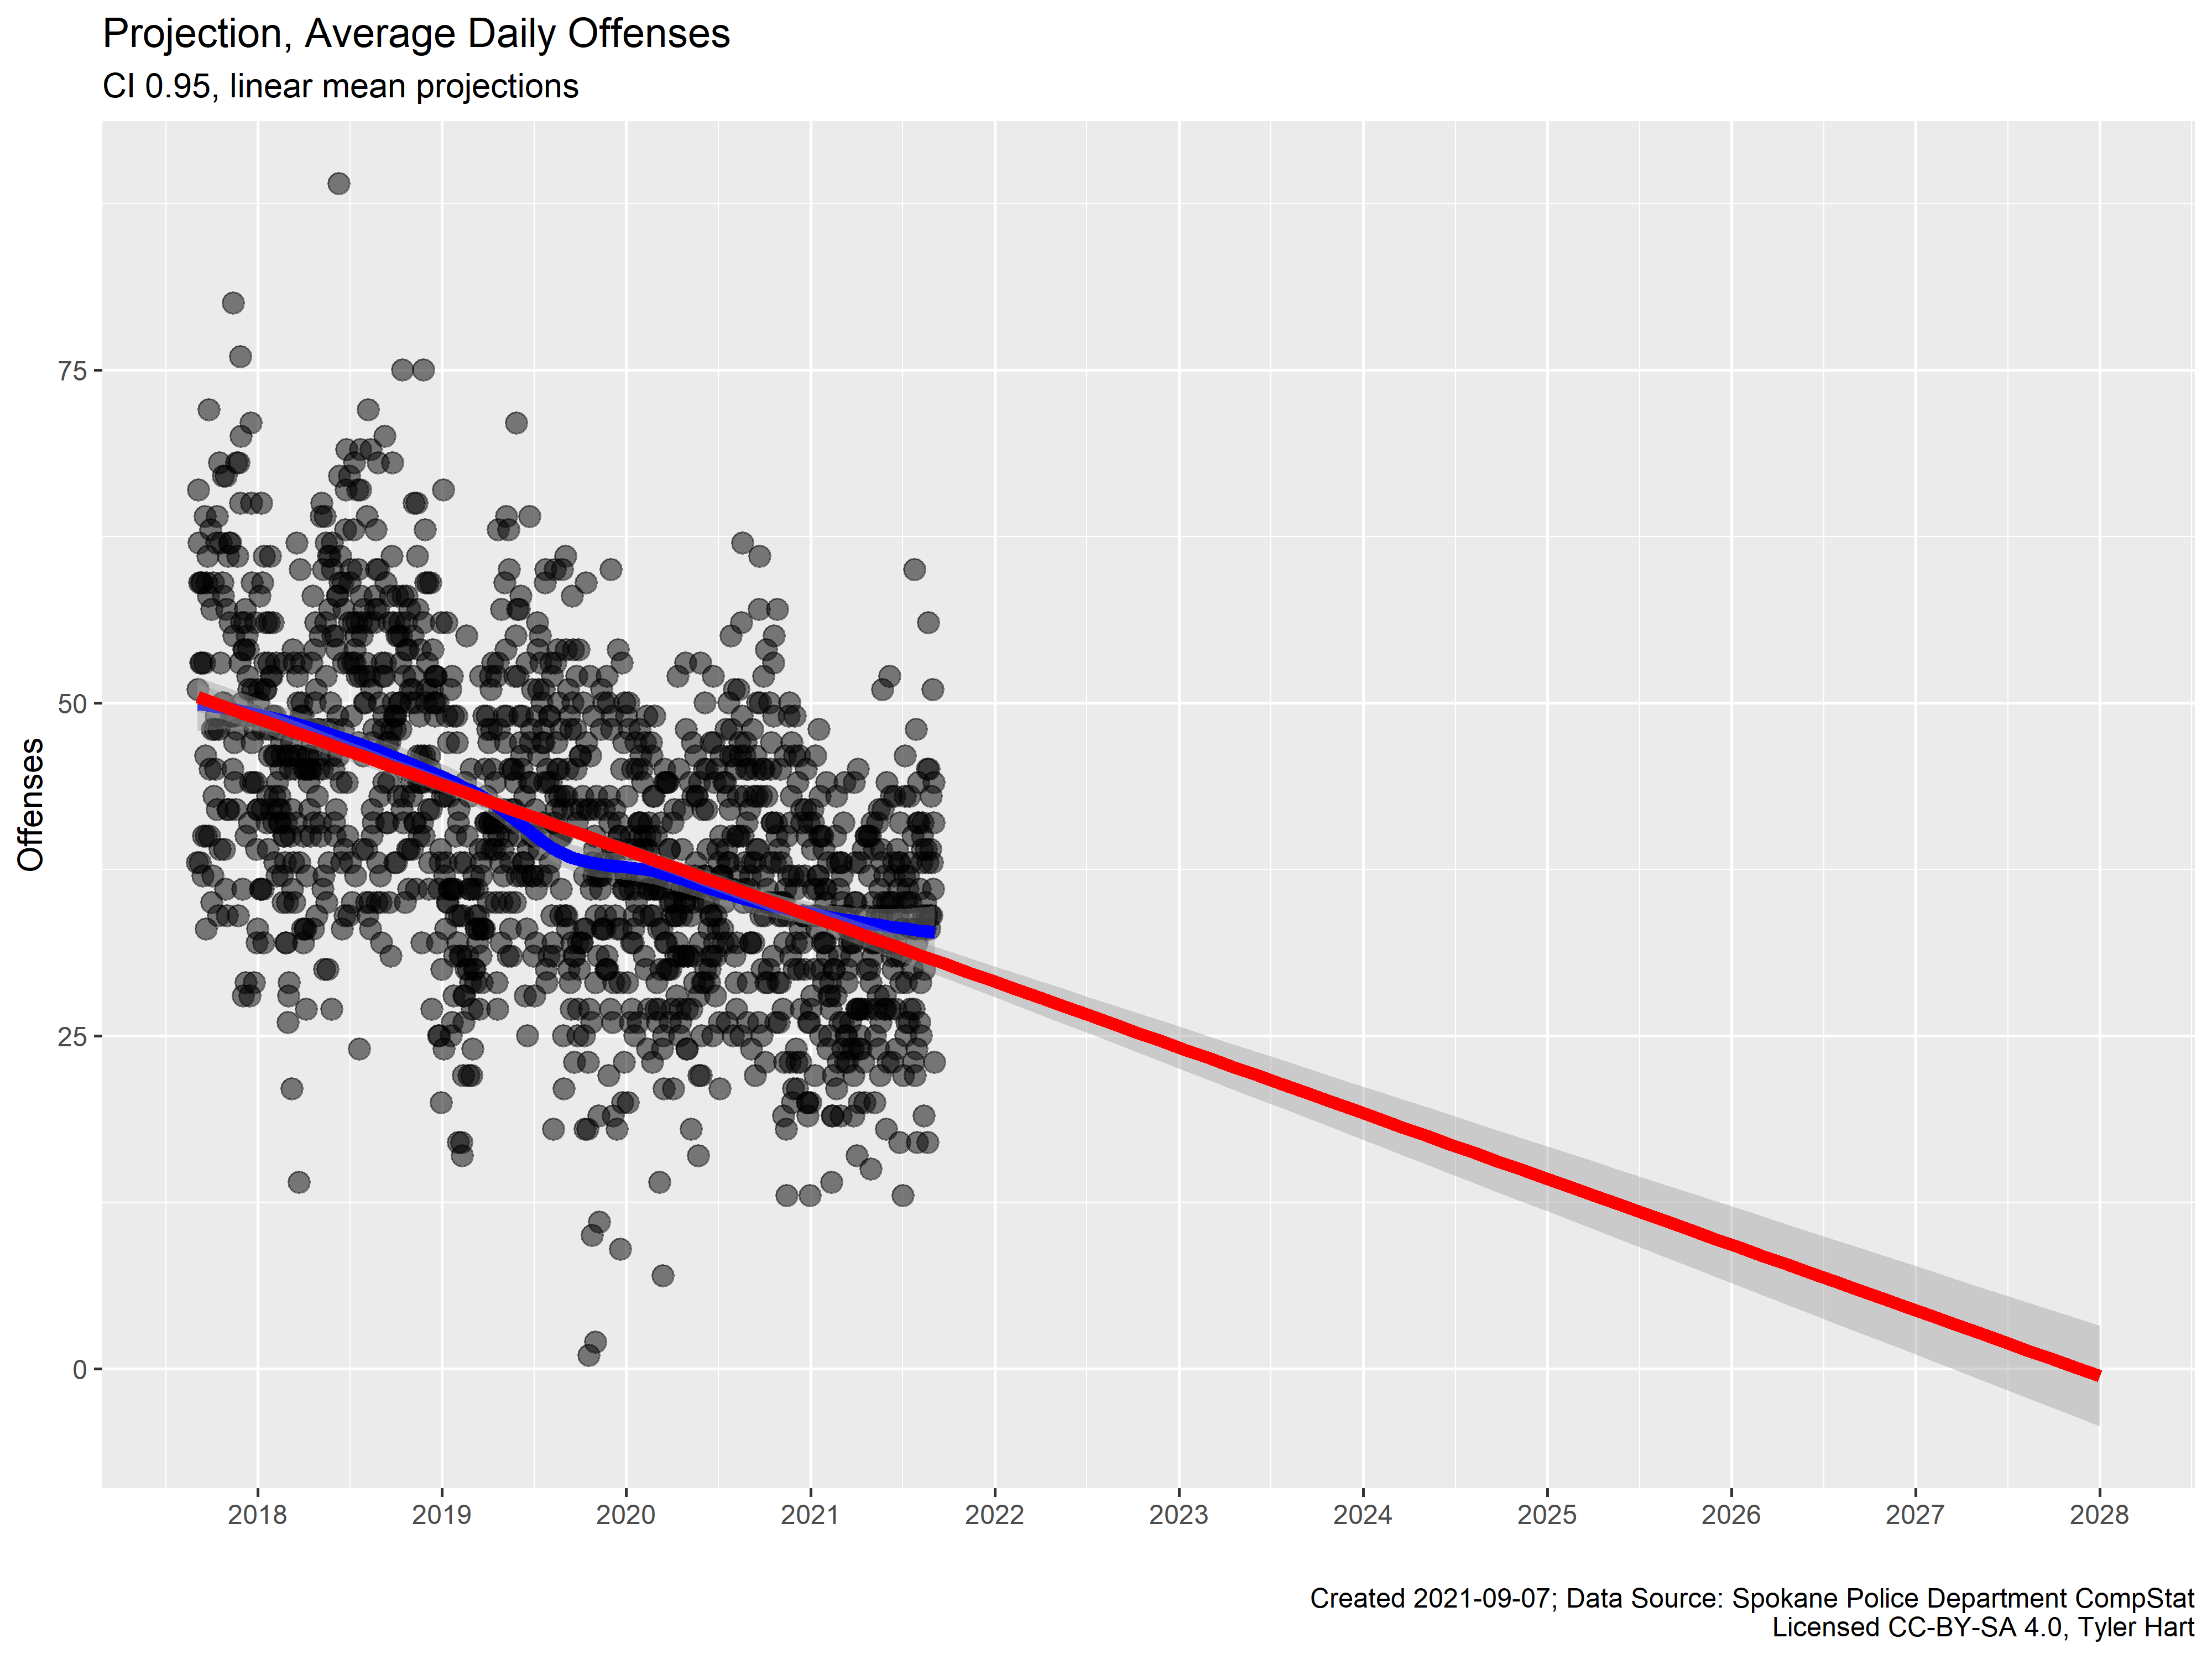 Projection, Average Daily Offenses
CI 0.95, linear mean projections
75
50
25
0
Offenses
2018 2019 2020 2021 2022 2023 2024 2025 2026 2027 2028
Created 2021-09-07; Data Source: Spokane Police Department CompStat
Licensed CC-BY-SA 4.0, Tyler Hart